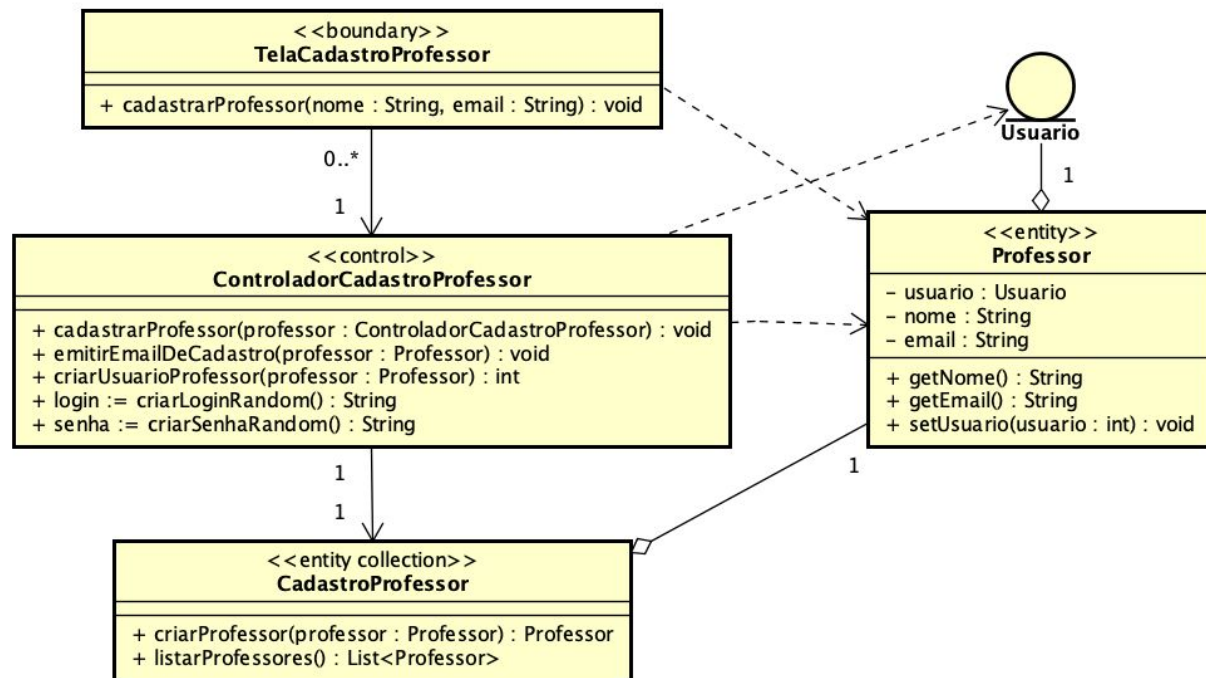 <<boundary>>
TelaCadastroProfessor
+ cadastrarProfessor(nome : String, email : String) : void
0..*
1
Usuario
1
<<control>>
ControladorCadastroProfessor
+ cadastrarProfessor(professor : ControladorCadastroProfessor) : void
+ emitirEmailDeCadastro(professor : Professor) : void
+ criarUsuarioProfessor(professor : Professor) : int
+ login := criarLoginRandom() : String
+ senha := criarSenhaRandom() : String
<<entity>>
Professor
- usuario : Usuario
- nome : String
- email : String
+ getNome() : String
+ getEmail() : String
+ setUsuario(usuario : int) : void
1
1
1
<<entity collection>>
CadastroProfessor
+ criarProfessor(professor : Professor) : Professor
+ listarProfessores() : List<Professor>